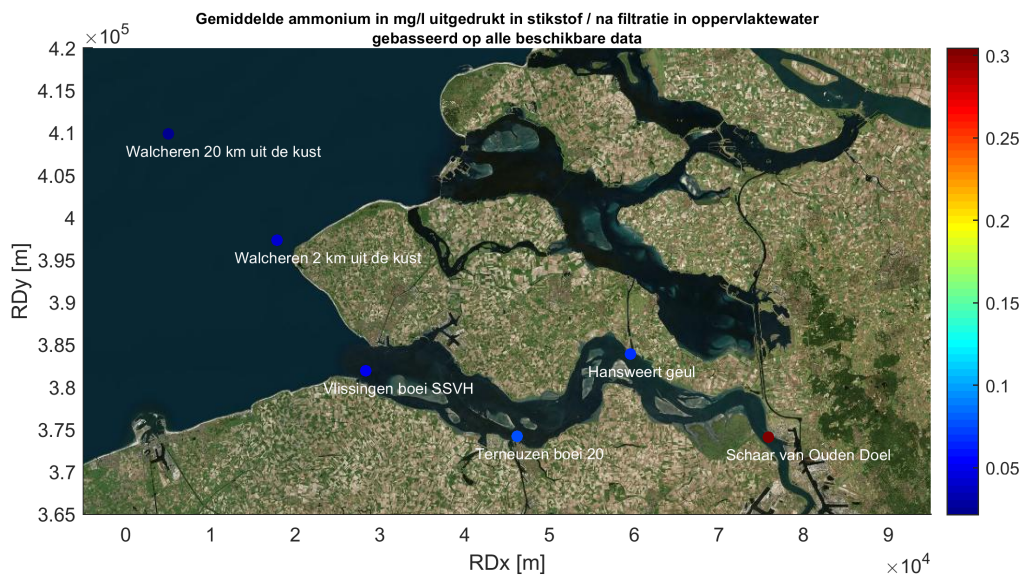 Gemiddelde ammonium in mg/l uitgedrukt in stikstof / na filtratie in oppervlaktewater
gebasseerd op alle beschikbare data
×10⁵
4.2
4.15
4.1
4.05
4
3.95
3.9
3.85
3.8
3.75
3.7
3.65
RDy [m]
Walcheren 20 km uit de kust
Walcheren 2 km uit de kust
Vlissingen boei SSVH
Hansweert geul
Terneuzen boei 20
Schaar van Ouden Doel
0 1 2 3 4 5 6 7 8 9
×10⁴
RDx [m]
0.3
0.25
0.2
0.15
0.1
0.05